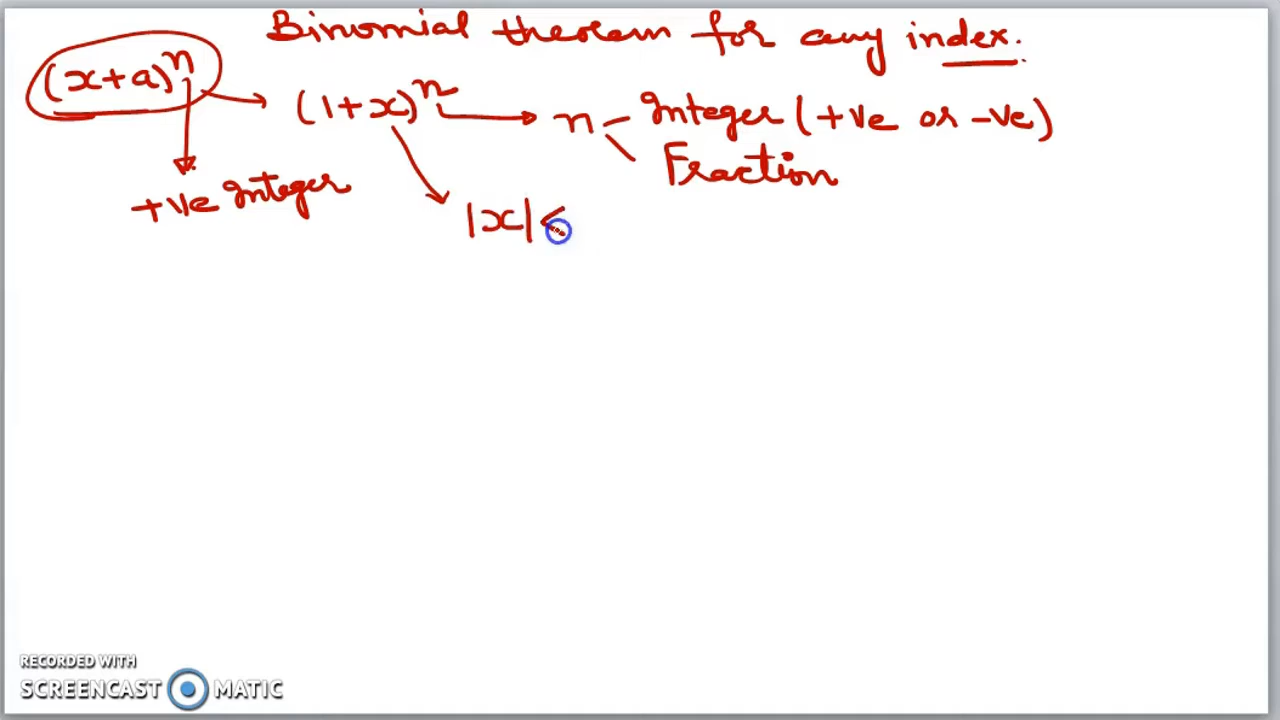 Binomial theorem for any index.
(x+a)^n
(1+x)^n
n
Integer (+ve or -ve)
Fraction
+ve Integer
|x|<
RECORDED WITH
SCREENCAST MATIC